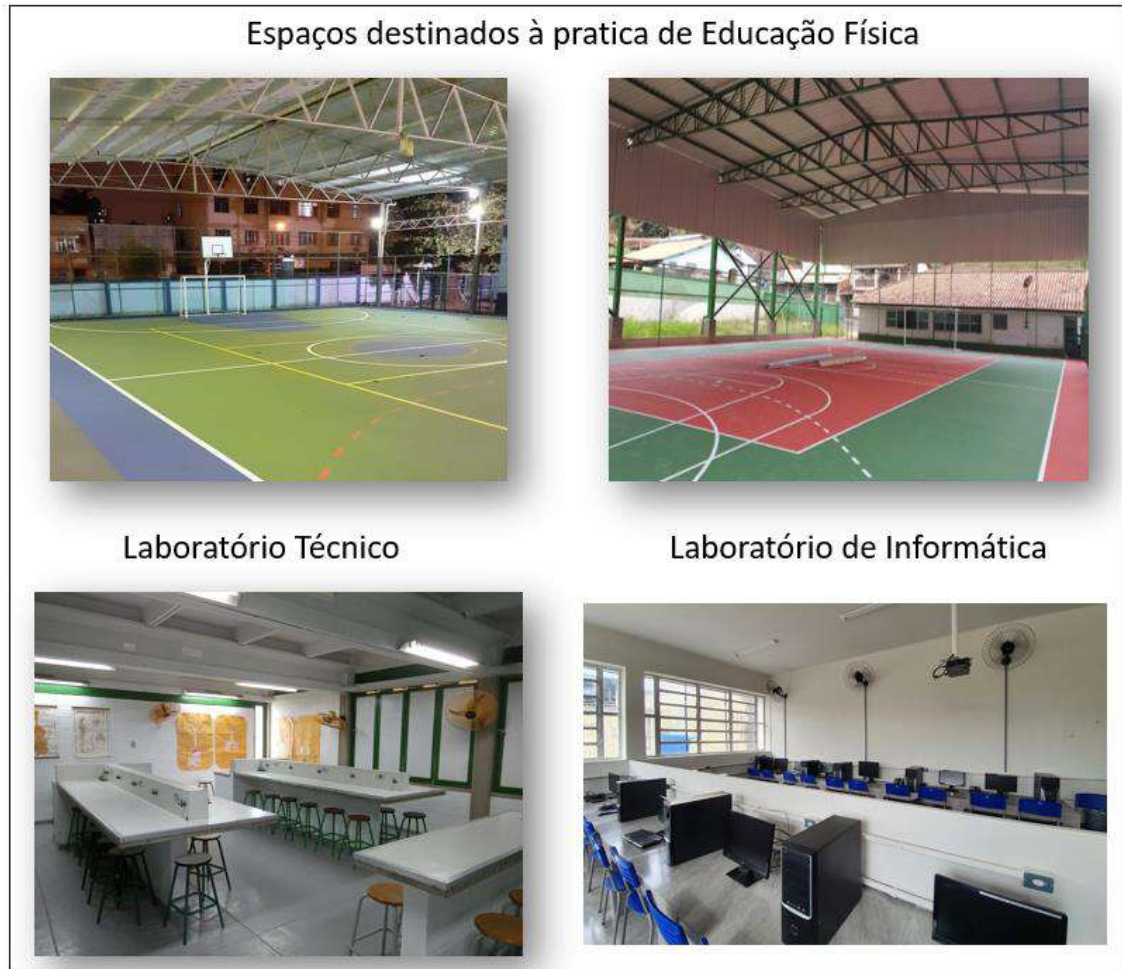 Espaços destinados à pratica de Educação Física
Laboratório Técnico
Laboratório de Informática